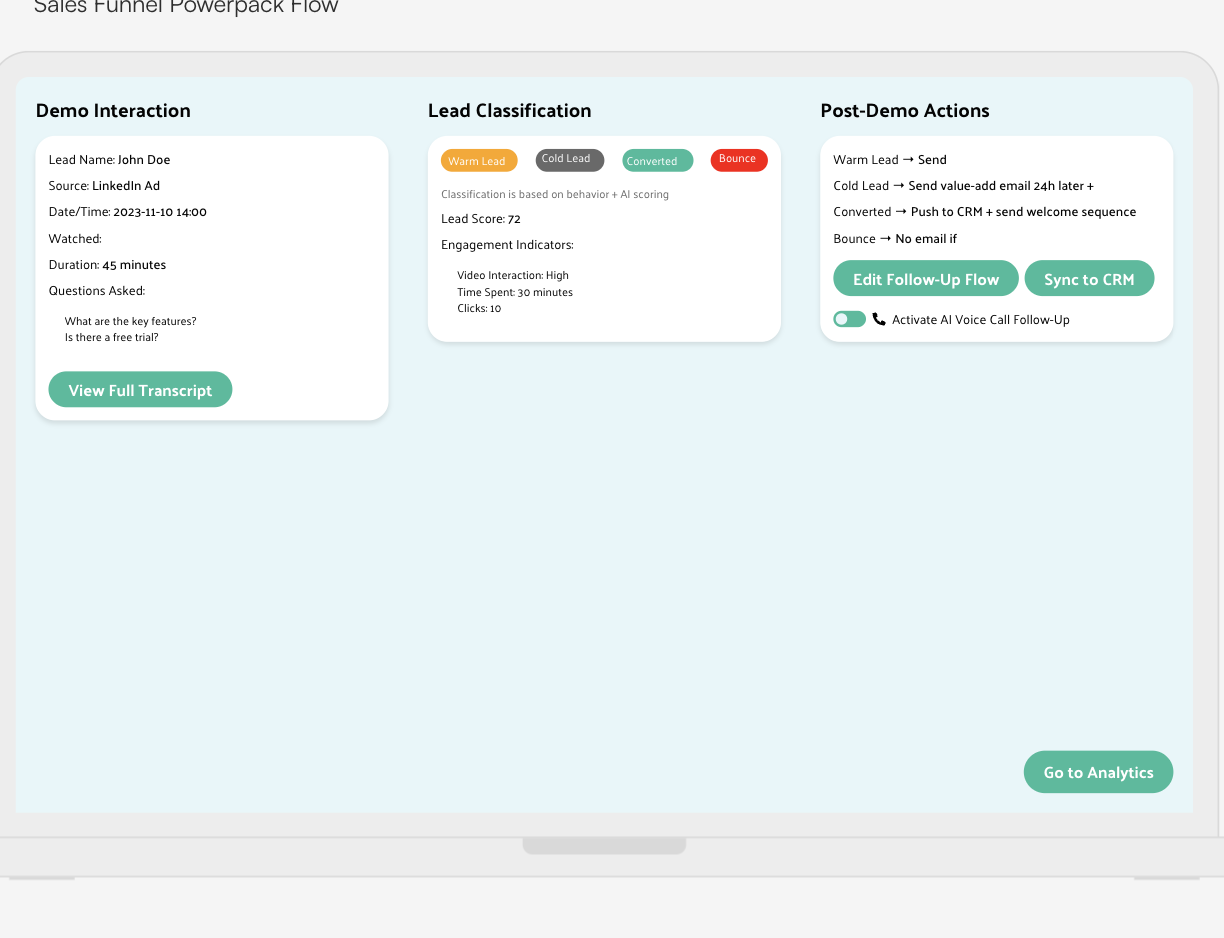 Sales Funnel Powerpack Flow
Demo Interaction
Lead Name: John Doe
Source: LinkedIn Ad
Date/Time: 2023-11-10 14:00
Watched:
Duration: 45 minutes
Questions Asked:
What are the key features?
Is there a free trial?
View Full Transcript
Lead Classification
Warm Lead Cold Lead Converted Bounce
Classification is based on behavior + AI scoring
Lead Score: 72
Engagement Indicators:
Video Interaction: High
Time Spent: 30 minutes
Clicks: 10
Post-Demo Actions
Warm Lead → Send
Cold Lead → Send value-add email 24h later +
Converted → Push to CRM + send welcome sequence
Bounce → No email if
Edit Follow-Up Flow Sync to CRM
Activate AI Voice Call Follow-Up
Go to Analytics